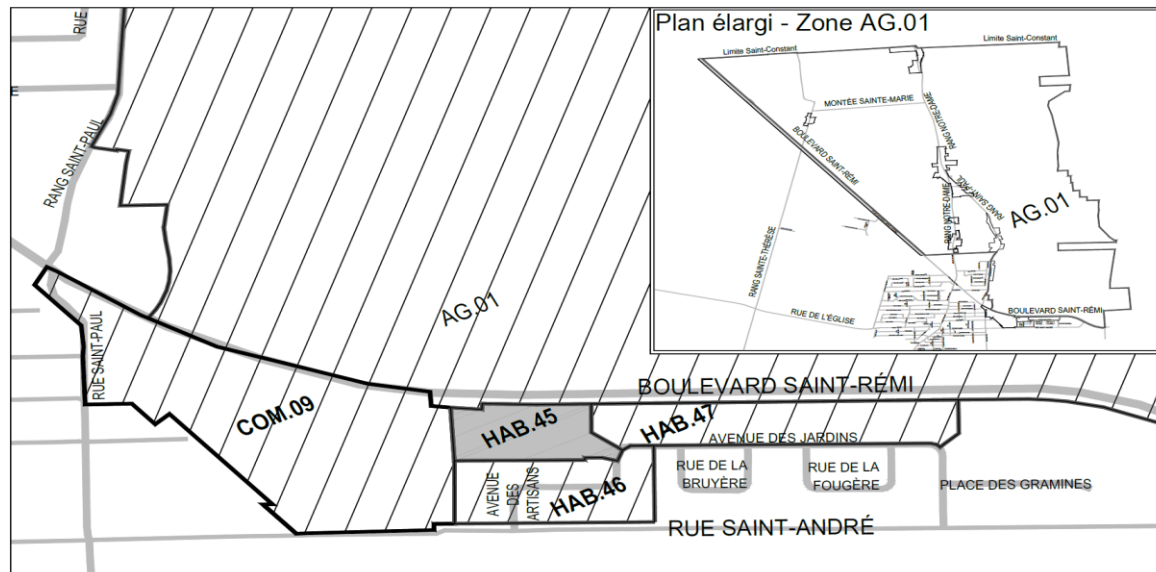 RUE
Plan élargi - Zone AG.01
Limite Saint-Constant
Limite Saint-Constant
MONTÉE SAINTE-MARIE
RANG NOTRE-DAME
BOULEVARD SAINT-RÉMI
RANG SAINT-PAUL
RANG NOTRE-DAME
AG.01
RANG SAINTE-THÉRÈSE
RUE DE L'ÉGLISE
BOULEVARD SAINT-RÉMI
E
RANG SAINT-PAUL
AG.01
RUE SAINT-PAUL
BOULEVARD SAINT-RÉMI
COM.09
HAB.45
HAB.47
AVENUE DES JARDINS
RUE DE LA
BRUYÈRE
RUE DE LA
FOUGÈRE
PLACE DES GRAMINES
AVENUE
DES
ARTISANS
HAB.46
RUE SAINT-ANDRÉ